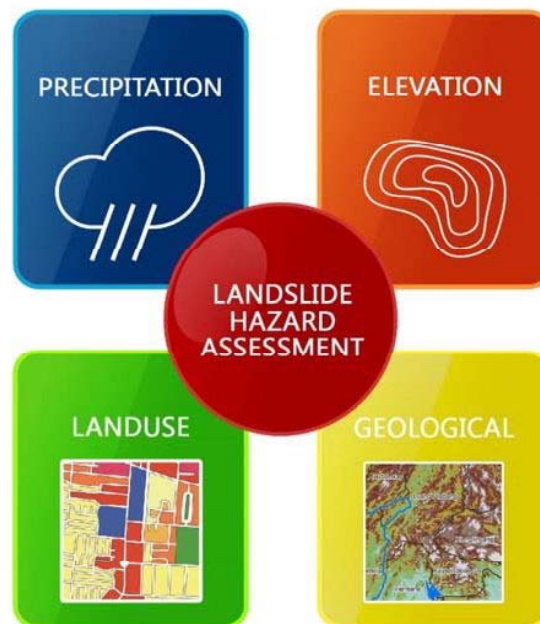 PRECIPITATION
ELEVATION
LANDSLIDE
HAZARD
ASSESSMENT
LANDUSE
GEOLOGICAL